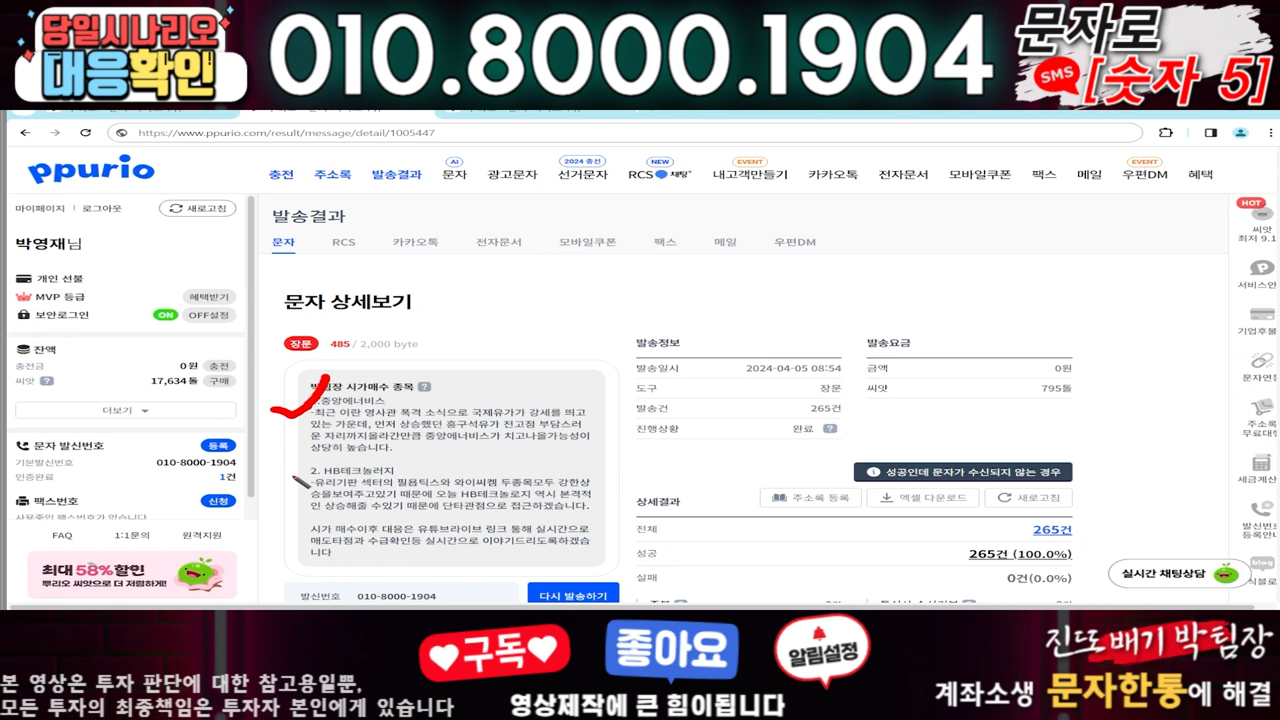 당일시나리오
대응확인
010.8000.1904
문자로
SMS [숫자 5]
https://www.ppurio.com/result/message/detail/1005447
ppurio
충전 주소록 발송결과 AI 문자 광고문자 2024 총선 선거문자 NEW RCS 채팅+ EVENT 내고객만들기 카카오톡 전자문서 모바일쿠폰 팩스 메일 EVENT 우편DM 혜택
마이페이지 | 로그아웃 새로고침
박영재님
개인 선불
MVP 등급 혜택받기
보안로그인 ON OFF설정
잔액
충전금 0원 충전
씨앗 ? 17,634톨 구매
더보기
문자 발신번호 등록
기본발신번호 010-8000-1904
인증완료 1건
팩스번호 신청
사용중인 팩스번호가 없습니다
FAQ 1:1문의 원격지원
최대 58%할인
뿌리오 씨앗으로 더 저렴하게!
발송결과
문자 RCS 카카오톡 전자문서 모바일쿠폰 팩스 메일 우편DM
문자 상세보기
장문 485 / 2,000 byte
팀장 시가매수 종목 ?
중앙에너비스
-최근 이란 영사관 폭격 소식으로 국제유가가 강세를 띄고
있는 가운데, 먼저 상승했던 흥구석유가 전고점 부담스러
운 자리까지올라간만큼 중앙에너비스가 치고나올가능성이
상당히 높습니다.
2. HB테크놀러지
-유리기판 섹터의 필옵틱스와 와이씨켐 두종목모두 강한상
승을보여주고있기 때문에 오늘 HB테크놀로지 역시 본격적
인 상승해줄 수있기 때문에 단타관점으로 접근하겠습니다.
시가 매수이후 대응은 유튜브라이브 링크 통해 실시간으로
매도타점과 수급확인등 실시간으로 이야기드리도록하겠습
니다
발신번호 010-8000-1904 다시 발송하기
발송정보
발송일시 2024-04-05 08:54
도구 장문
발송건 265건
진행상황 완료 ?
발송요금
금액 0원
씨앗 795톨
성공인데 문자가 수신되지 않는 경우
상세결과 주소록 등록 엑셀 다운로드 새로고침
전체 265건
성공 265건 (100.0%)
실패 0건(0.0%)
HOT
씨앗
최저 9.1
서비스안
기업후불
문자연
주소록
무료대
세금계산
발신번호
등록안
blog
실시간 채팅상담
구독 좋아요 알림설정
영상제작에 큰 힘이됩니다
본 영상은 투자 판단에 대한 참고용일뿐,
모든 투자의 최종책임은 투자자 본인에게 있습니다
진또배기 박팀장
계좌소생 문자한통에 해결